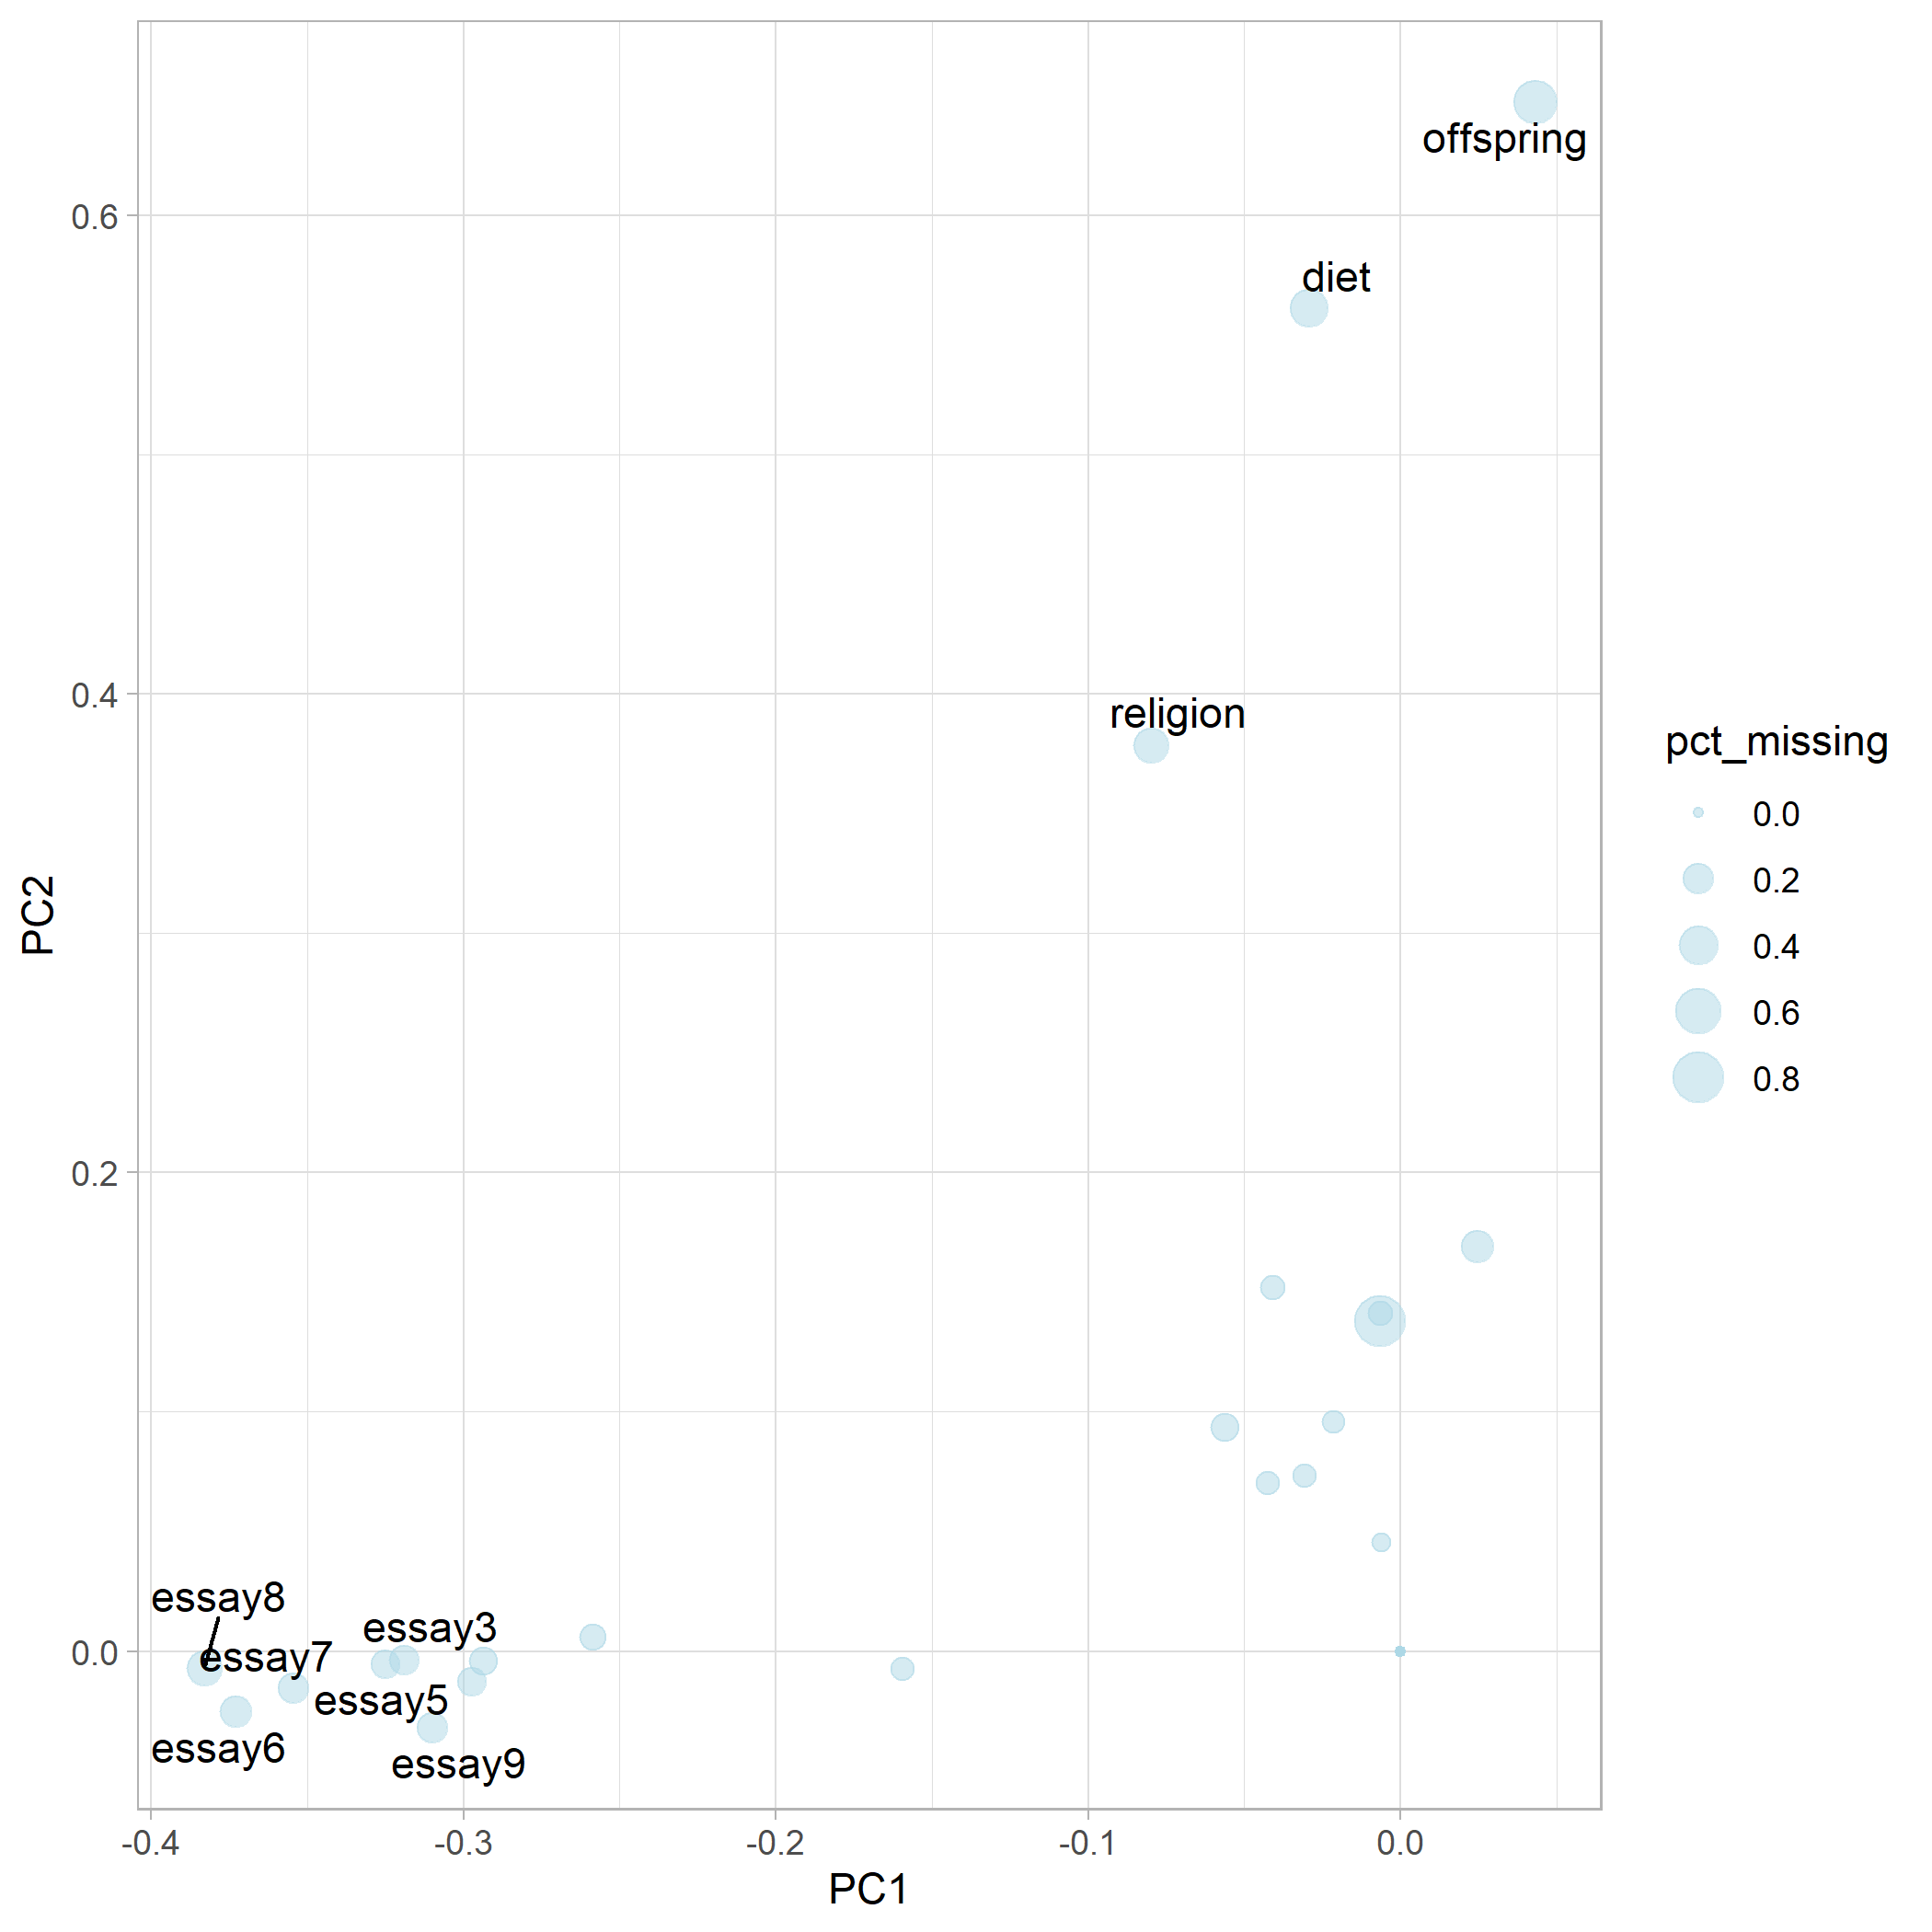 offspring
0.6
diet
0.4
religion
PC2
0.2
essay8
essay3
essay7
0.0
essay5
essay6
essay9
-0.4
-0.3
-0.2
-0.1
0.0
PC1
pct_missing
0.0
0.2
0.4
0.6
0.8